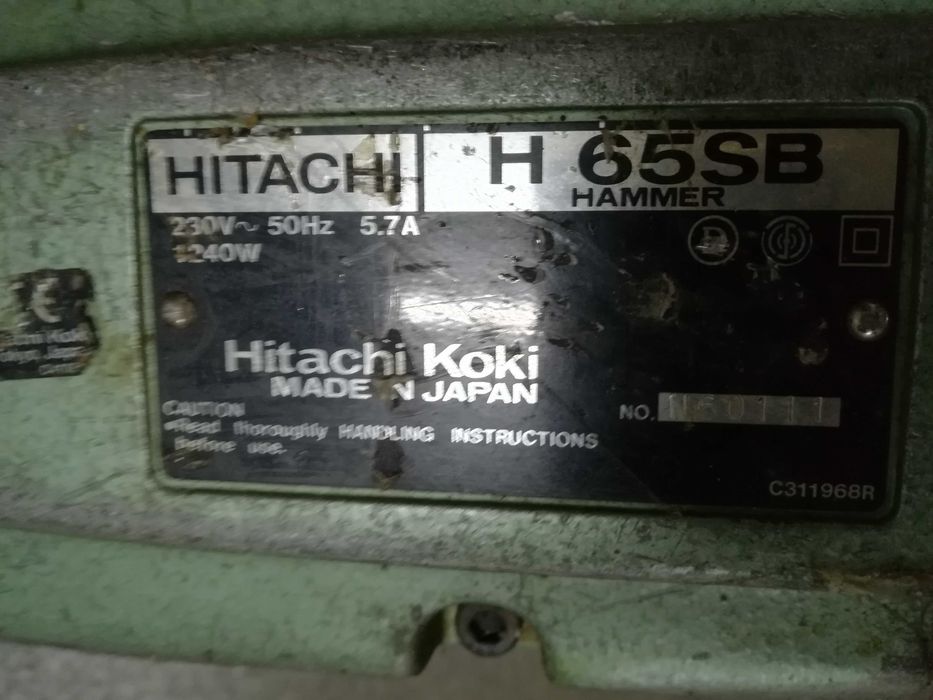 HITACHI
H 65SB
HAMMER
230V~ 50Hz 5.7A
1240W
Hitachi Koki
MADE IN JAPAN
CAUTION
•Read thoroughly HANDLING INSTRUCTIONS
before use.
NO.
C311968R
CE